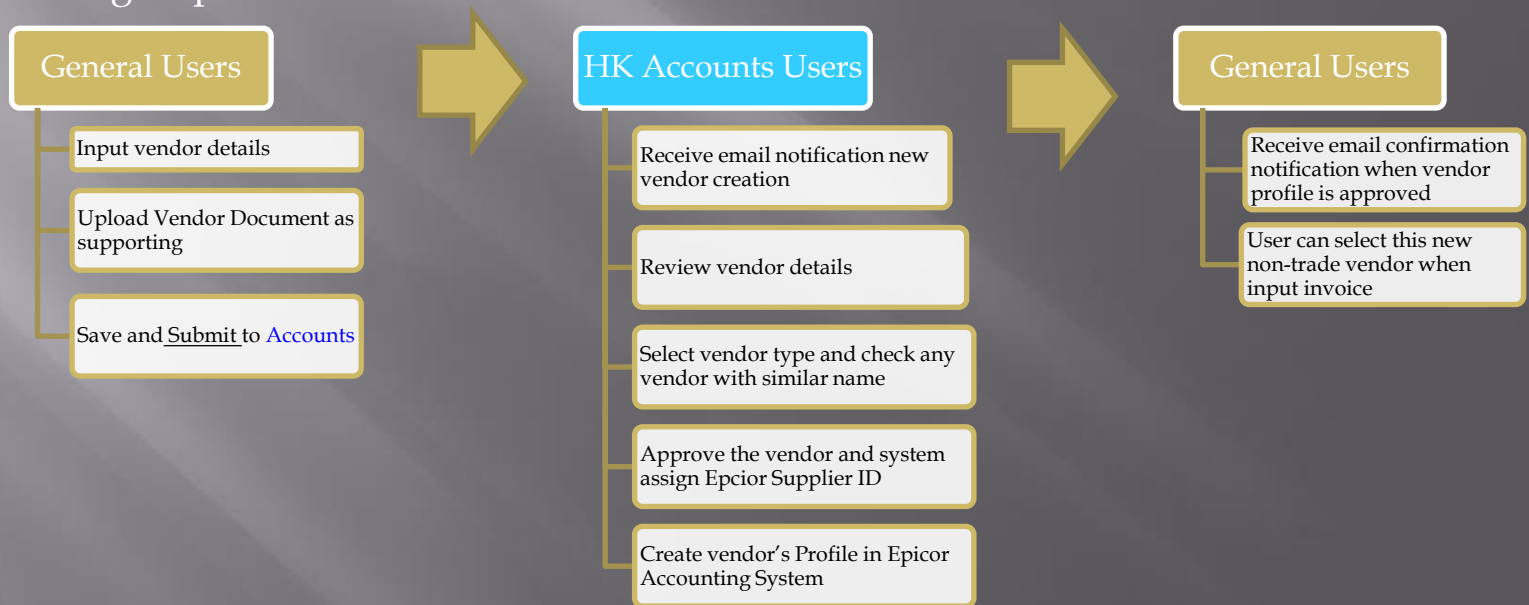 General Users
Input vendor details
Upload Vendor Document as
supporting
Save and Submit to Accounts
HK Accounts Users
Receive email notification new
vendor creation
Review vendor details
Select vendor type and check any
vendor with similar name
Approve the vendor and system
assign Epcior Supplier ID
Create vendor’s Profile in Epicor
Accounting System
General Users
Receive email confirmation
notification when vendor
profile is approved
User can select this new
non-trade vendor when
input invoice